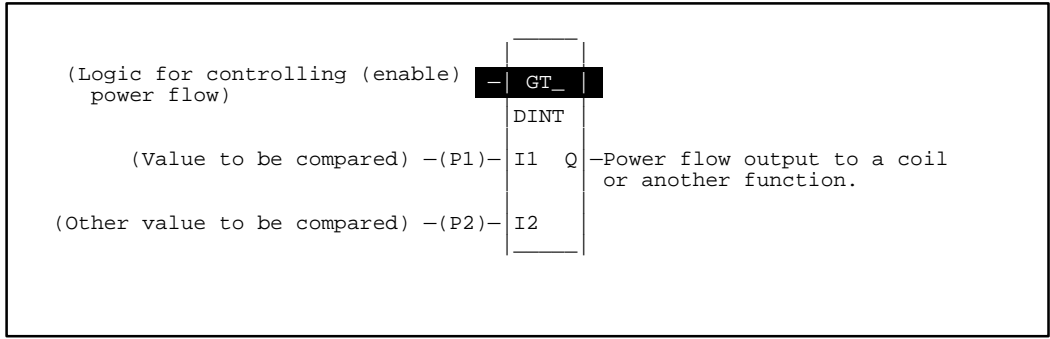 (Logic for controlling (enable) –| GT_ |
power flow)
DINT
(Value to be compared) –(P1)– I1 Q –Power flow output to a coil
or another function.
(Other value to be compared) –(P2)– I2